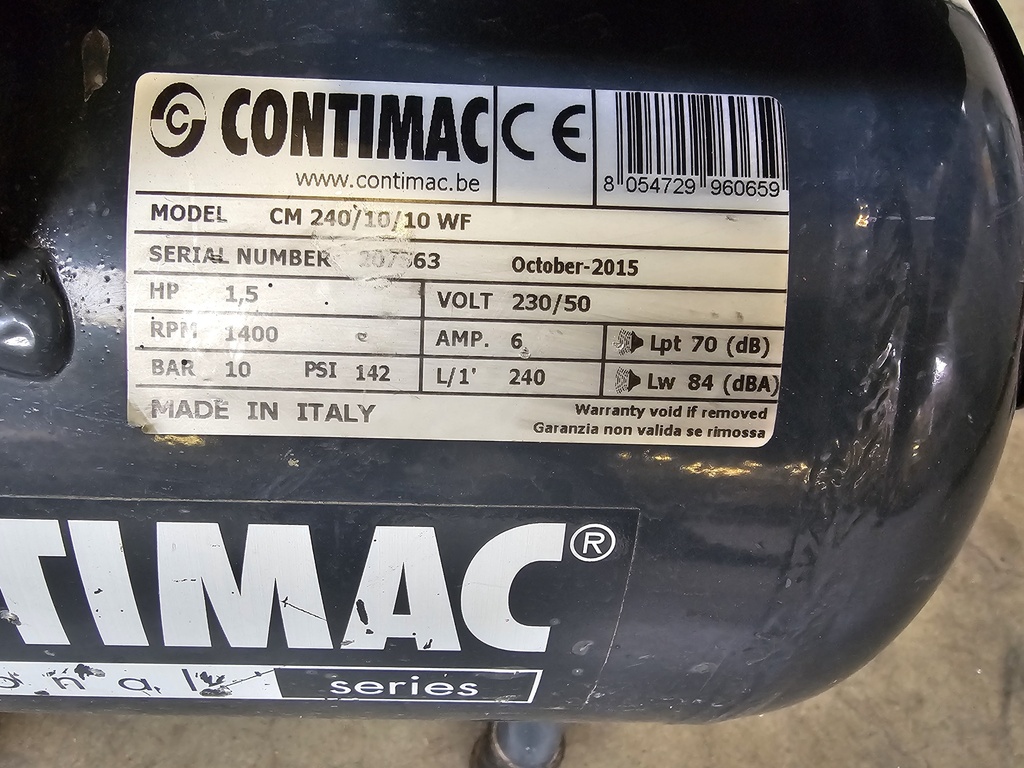 CONTIMAC CE
www.contimac.be
8 054729 960659
MODEL CM 240/10/10 WF
SERIAL NUMBER October-2015
HP 1,5 VOLT 230/50
RPM 1400 AMP. 6 Lpt 70 (dB)
BAR 10 PSI 142 L/1' 240 Lw 84 (dBA)
MADE IN ITALY
Warranty void if removed
Garanzia non valida se rimossa
TIMAC®
series